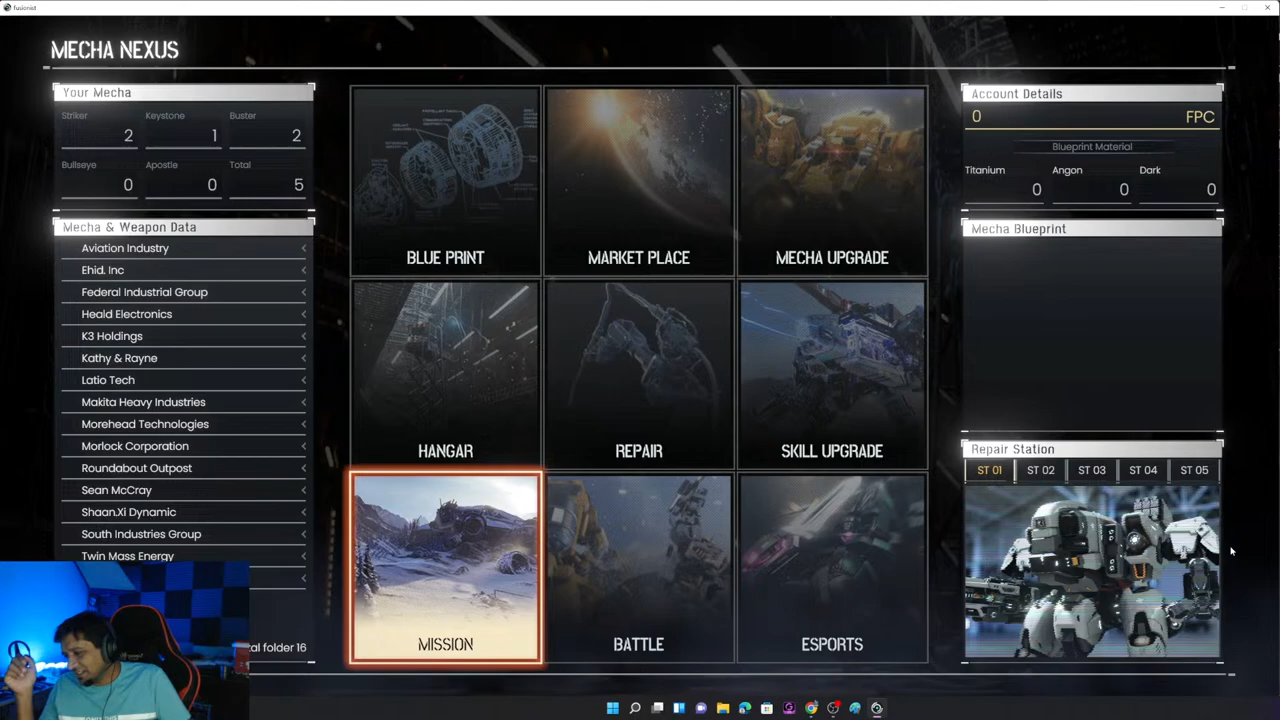 fusionist
MECHA NEXUS
Your Mecha
Striker Keystone Buster
2 1 2
Bullseye Apostle Total
0 0 5
Mecha & Weapon Data
Aviation Industry
Ehid. Inc
Federal Industrial Group
Heald Electronics
K3 Holdings
Kathy & Rayne
Latio Tech
Makita Heavy Industries
Morehead Technologies
Morlock Corporation
Roundabout Outpost
Sean McCray
Shaan.Xi Dynamic
South Industries Group
Twin Mass Energy
al folder 16
BLUE PRINT
MARKET PLACE
MECHA UPGRADE
HANGAR
REPAIR
SKILL UPGRADE
MISSION
BATTLE
ESPORTS
Account Details
0 FPC
Blueprint Material
Titanium Angon Dark
0 0 0
Mecha Blueprint
Repair Station
ST 01 ST 02 ST 03 ST 04 ST 05